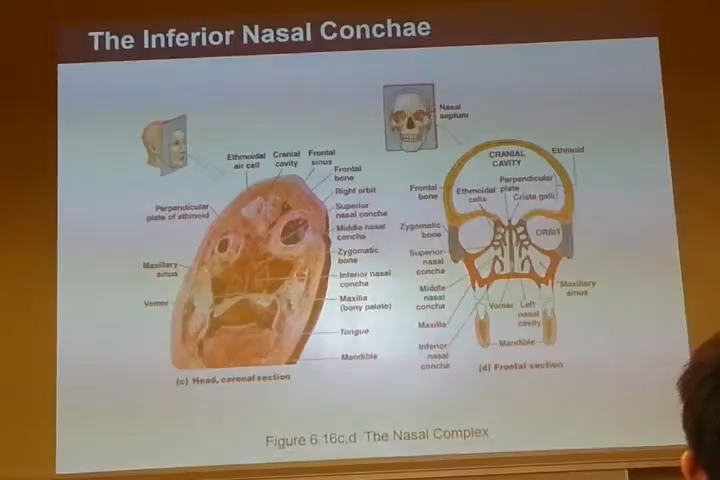 The Inferior Nasal Conchae
Nasal
septum
Ethmoidal
air cell
Cranial
cavity
Frontal
sinus
Frontal
bone
Right orbit
Superior
nasal concha
Middle nasal
concha
Zygomatic
bone
Inferior nasal
concha
Maxilla
(bony palate)
Tongue
Mandible
Perpendicular
plate of ethmoid
Maxillary
sinus
Vomer
(c) Head, coronal section
CRANIAL
CAVITY
Ethmoid
Perpendicular
plate
Crista galli
Ethmoidal
cells
Frontal
bone
Zygomatic
bone
ORBIT
Superior
nasal
concha
Middle
nasal
concha
Maxilla
Inferior
nasal
concha
Maxillary
sinus
Vomer
Left
nasal
cavity
Mandible
(d) Frontal section
Figure 6.16c,d The Nasal Complex